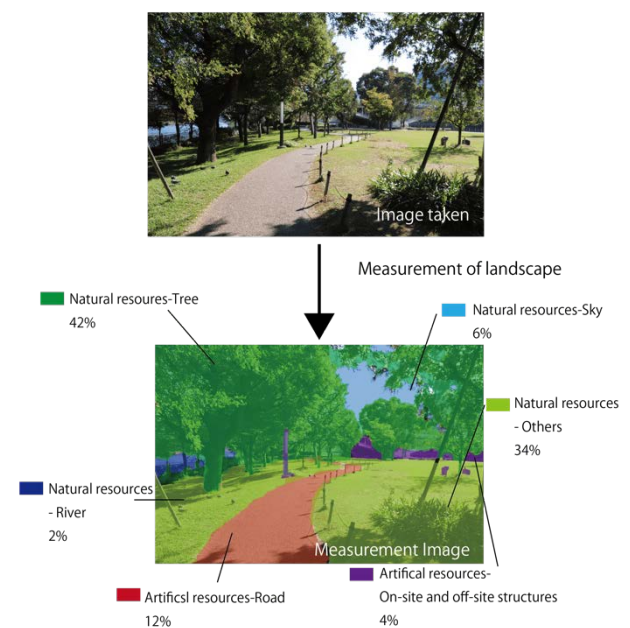 Image taken
Measurement of landscape
Natural resoures-Tree
42%
Natural resources-Sky
6%
Natural resources
- Others
34%
Natural resources
- River
2%
Measurement Image
Artificsl resources-Road
12%
Artifical resources-
On-site and off-site structures
4%